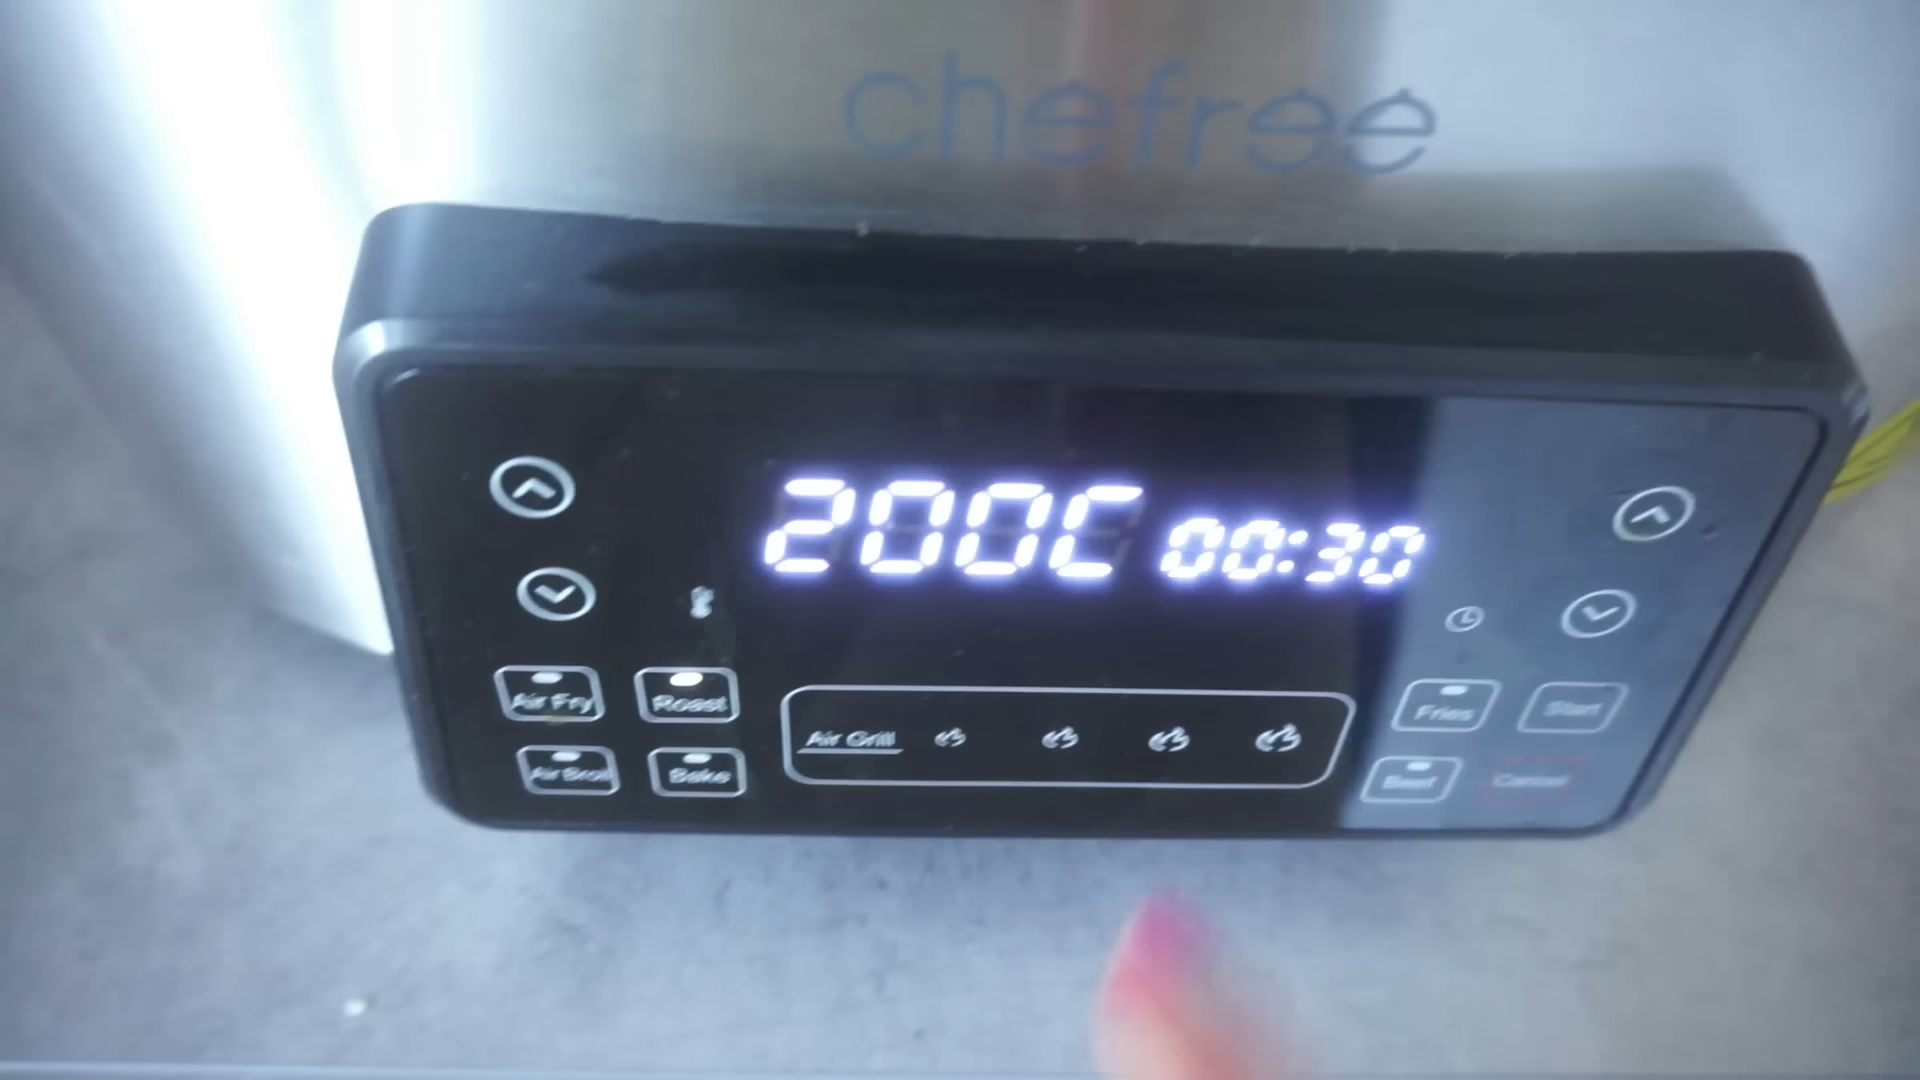 chefree
200C 00:30
Air Fry Roast Fries Start
Air Grill
Air Broil Bake Beef Cancel